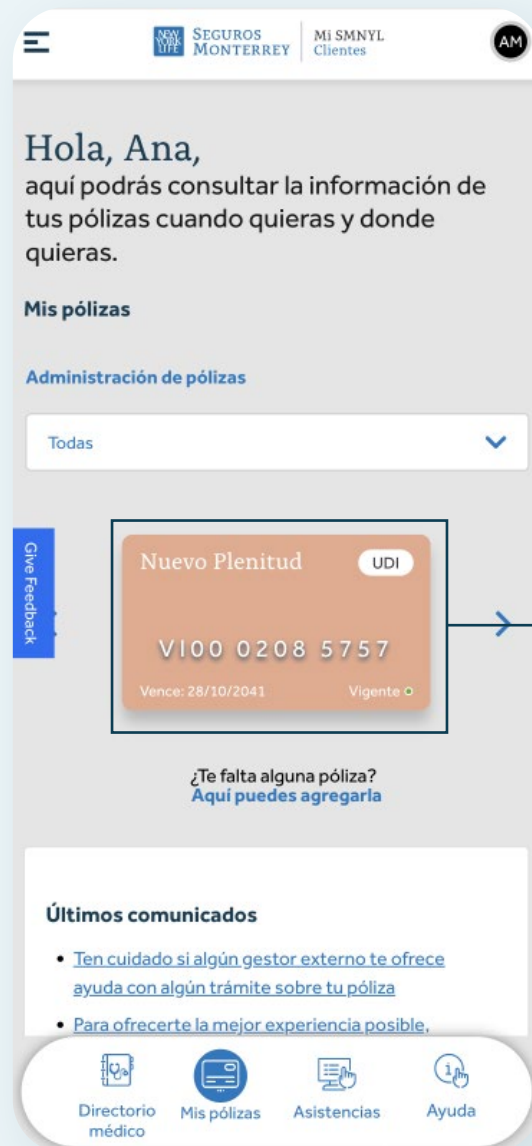 NEW YORK LIFE
SEGUROS
MONTERREY
Mi SMNYL
Clientes
AM
Hola, Ana,
aquí podrás consultar la información de
tus pólizas cuando quieras y donde
quieras.
Mis pólizas
Administración de pólizas
Todas
Give Feedback
Nuevo Plenitud
UDI
VI00 0208 5757
Vence: 28/10/2041
Vigente
¿Te falta alguna póliza?
Aquí puedes agregarla
Últimos comunicados
Ten cuidado si algún gestor externo te ofrece
ayuda con algún trámite sobre tu póliza
Para ofrecerte la mejor experiencia posible,
Directorio
médico
Mis pólizas
Asistencias
Ayuda